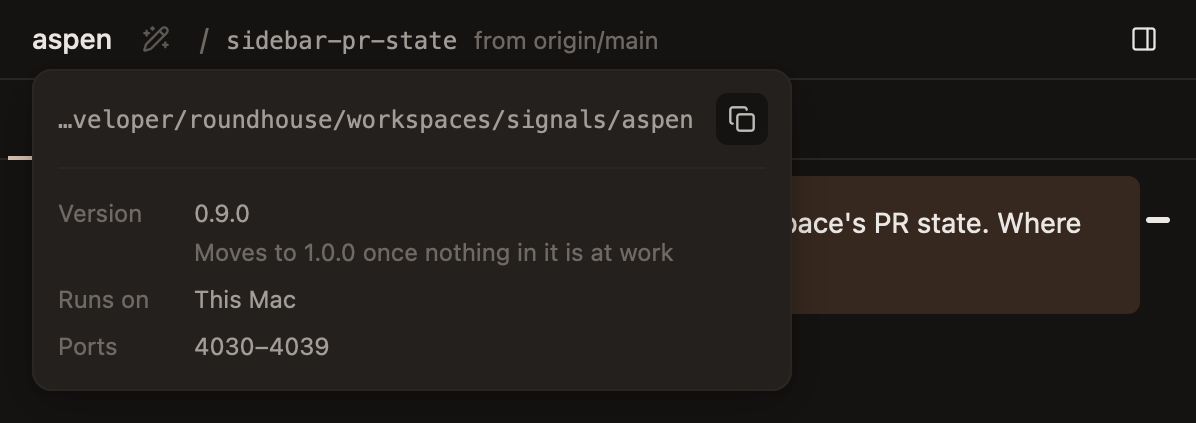 aspen / sidebar-pr-state from origin/main
…veloper/roundhouse/workspaces/signals/aspen
pace's PR state. Where
Version 0.9.0
Moves to 1.0.0 once nothing in it is at work
Runs on This Mac
Ports 4030–4039